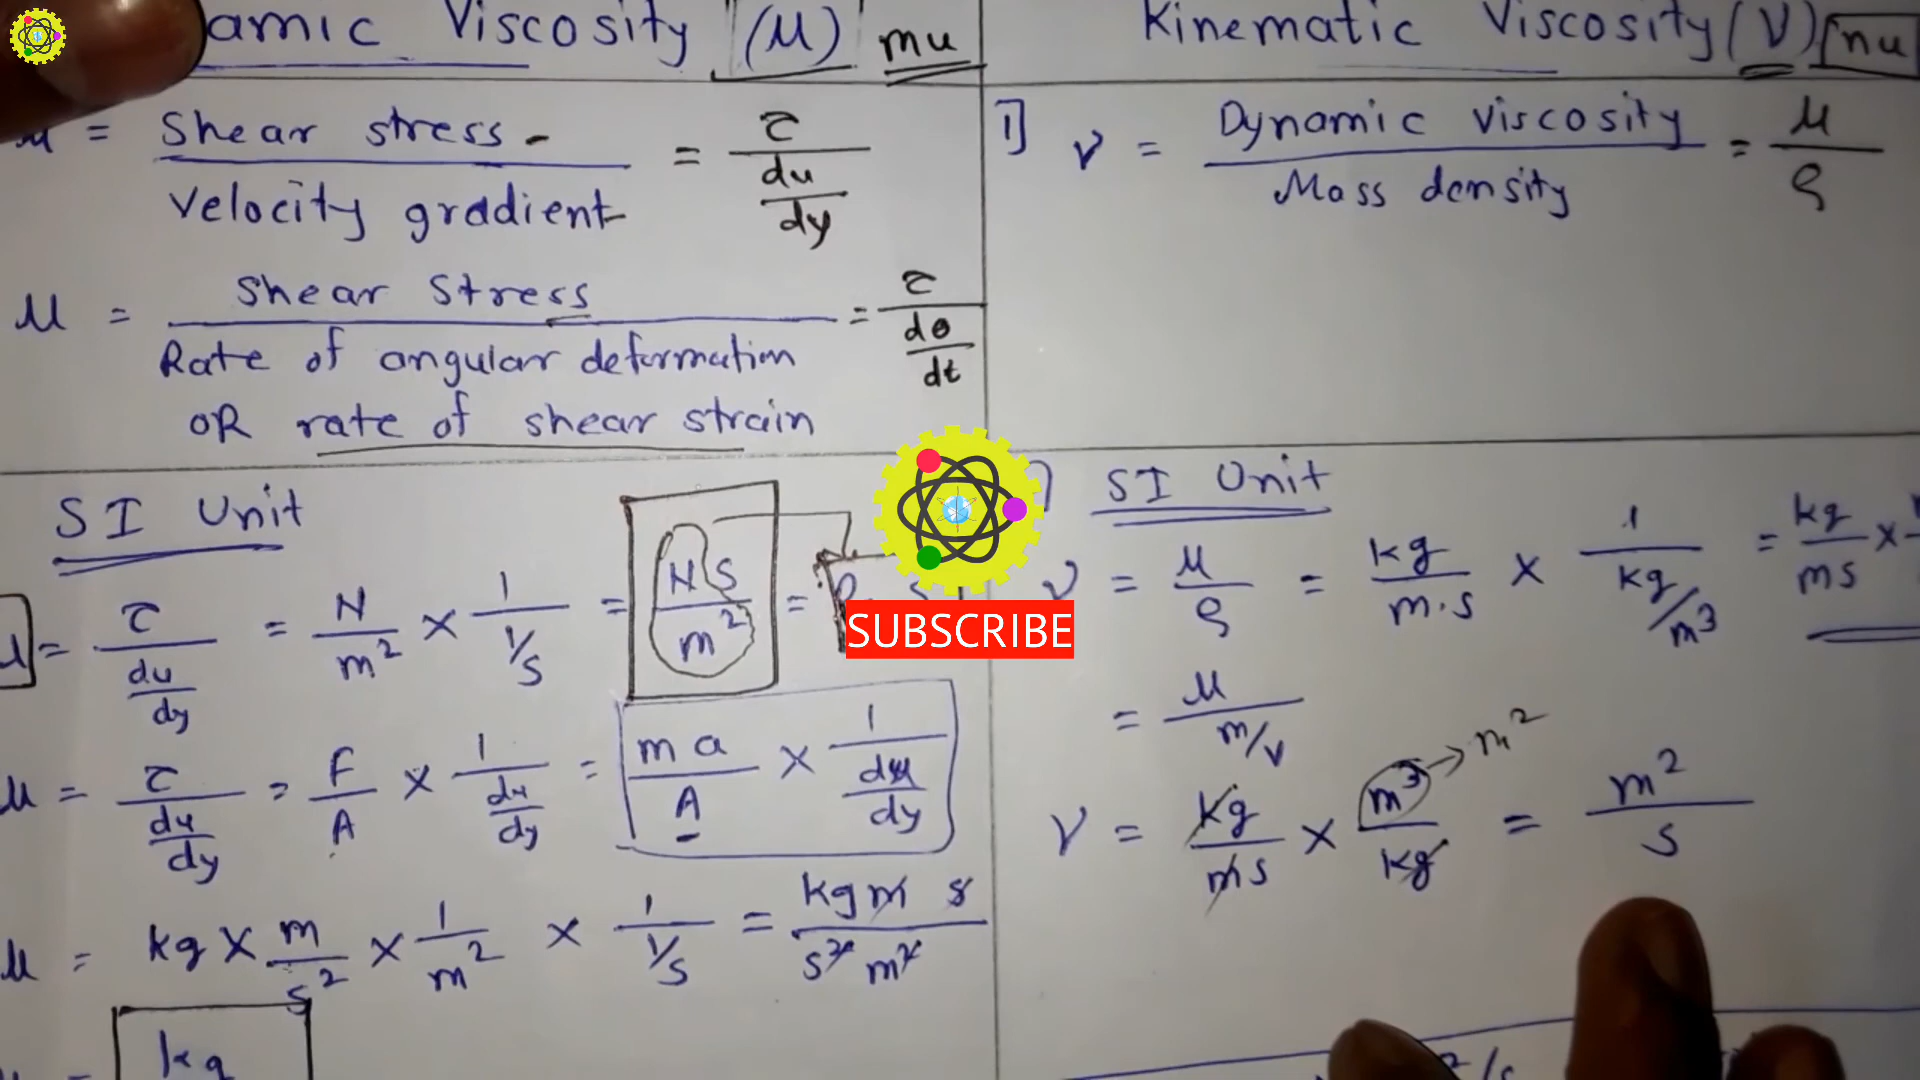 amic Viscosity (μ) mu
μ = Shear stress / Velocity gradient = τ / du/dy
μ = Shear Stress / Rate of angular deformation = τ / dθ/dt
OR rate of shear strain
SI Unit
μ = τ / du/dy = N/m² × 1 / 1/s = NS/m² =
μ = τ / du/dy = F/A × 1 / du/dy = ma/A × 1 / du/dy
μ = kg × m/s² × 1/m² × 1 / 1/s = kg m s / s² m²
kg
Kinematic Viscosity (ν) nu
1] ν = Dynamic Viscosity / Mass density = μ/ρ
SI Unit
ν = μ/ρ = kg/m.s × 1 / kg/m³ = kg/ms ×
= μ / m/v
ν = kg/ms × m³/kg = m²/s
→ m²
SUBSCRIBE